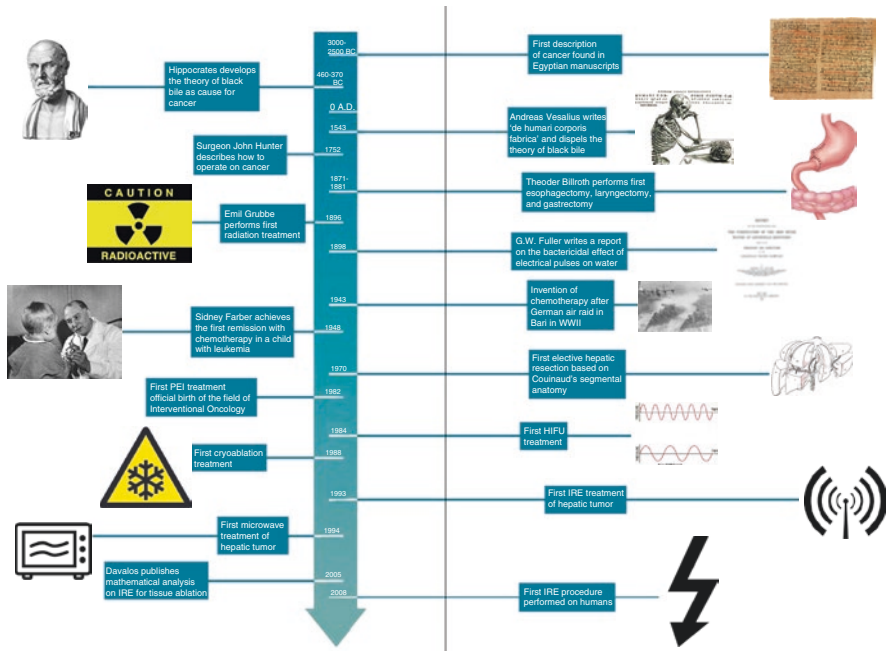 3000-
2500 BC
First description
of cancer found in
Egyptian manuscripts
Hippocrates develops
the theory of black
bile as cause for
cancer
460-370
BC
0 A.D.
1543
Andreas Vesalius writes
'de humari corporis
fabrica' and dispels the
theory of black bile
Surgeon John Hunter
describes how to
operate on cancer
1752
1871-
1881
Theoder Billroth performs first
esophagectomy, laryngectomy,
and gastrectomy
CAUTION
RADIOACTIVE
Emil Grubbe
performs first
radiation treatment
1896
1898
G.W. Fuller writes a report
on the bactericidal effect of
electrical pulses on water
1943
Invention of
chemotherapy after
German air raid in
Bari in WWII
Sidney Farber achieves
the first remission with
chemotherapy in a child
with leukemia
1948
1970
First elective hepatic
resection based on
Couinaud's segmental
anatomy
First PEI treatment
official birth of the field of
Interventional Oncology
1982
1984
First HIFU
treatment
First cryoablation
treatment
1988
1993
First IRE treatment
of hepatic tumor
First microwave
treatment of
hepatic tumor
1994
Davalos publishes
mathematical analysis
on IRE for tissue ablation
2005
2008
First IRE procedure
performed on humans